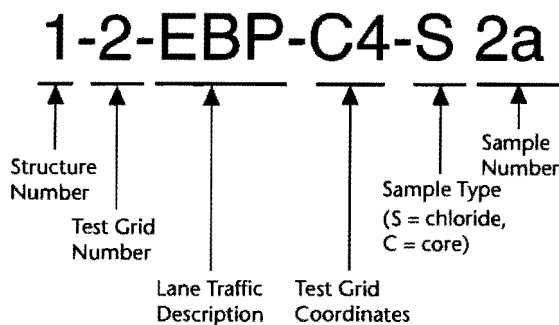 1-2-EBP-C4-S 2a
Structure
Number
Test Grid
Number
Lane Traffic
Description
Test Grid
Coordinates
Sample Type
(S = chloride,
C = core)
Sample
Number